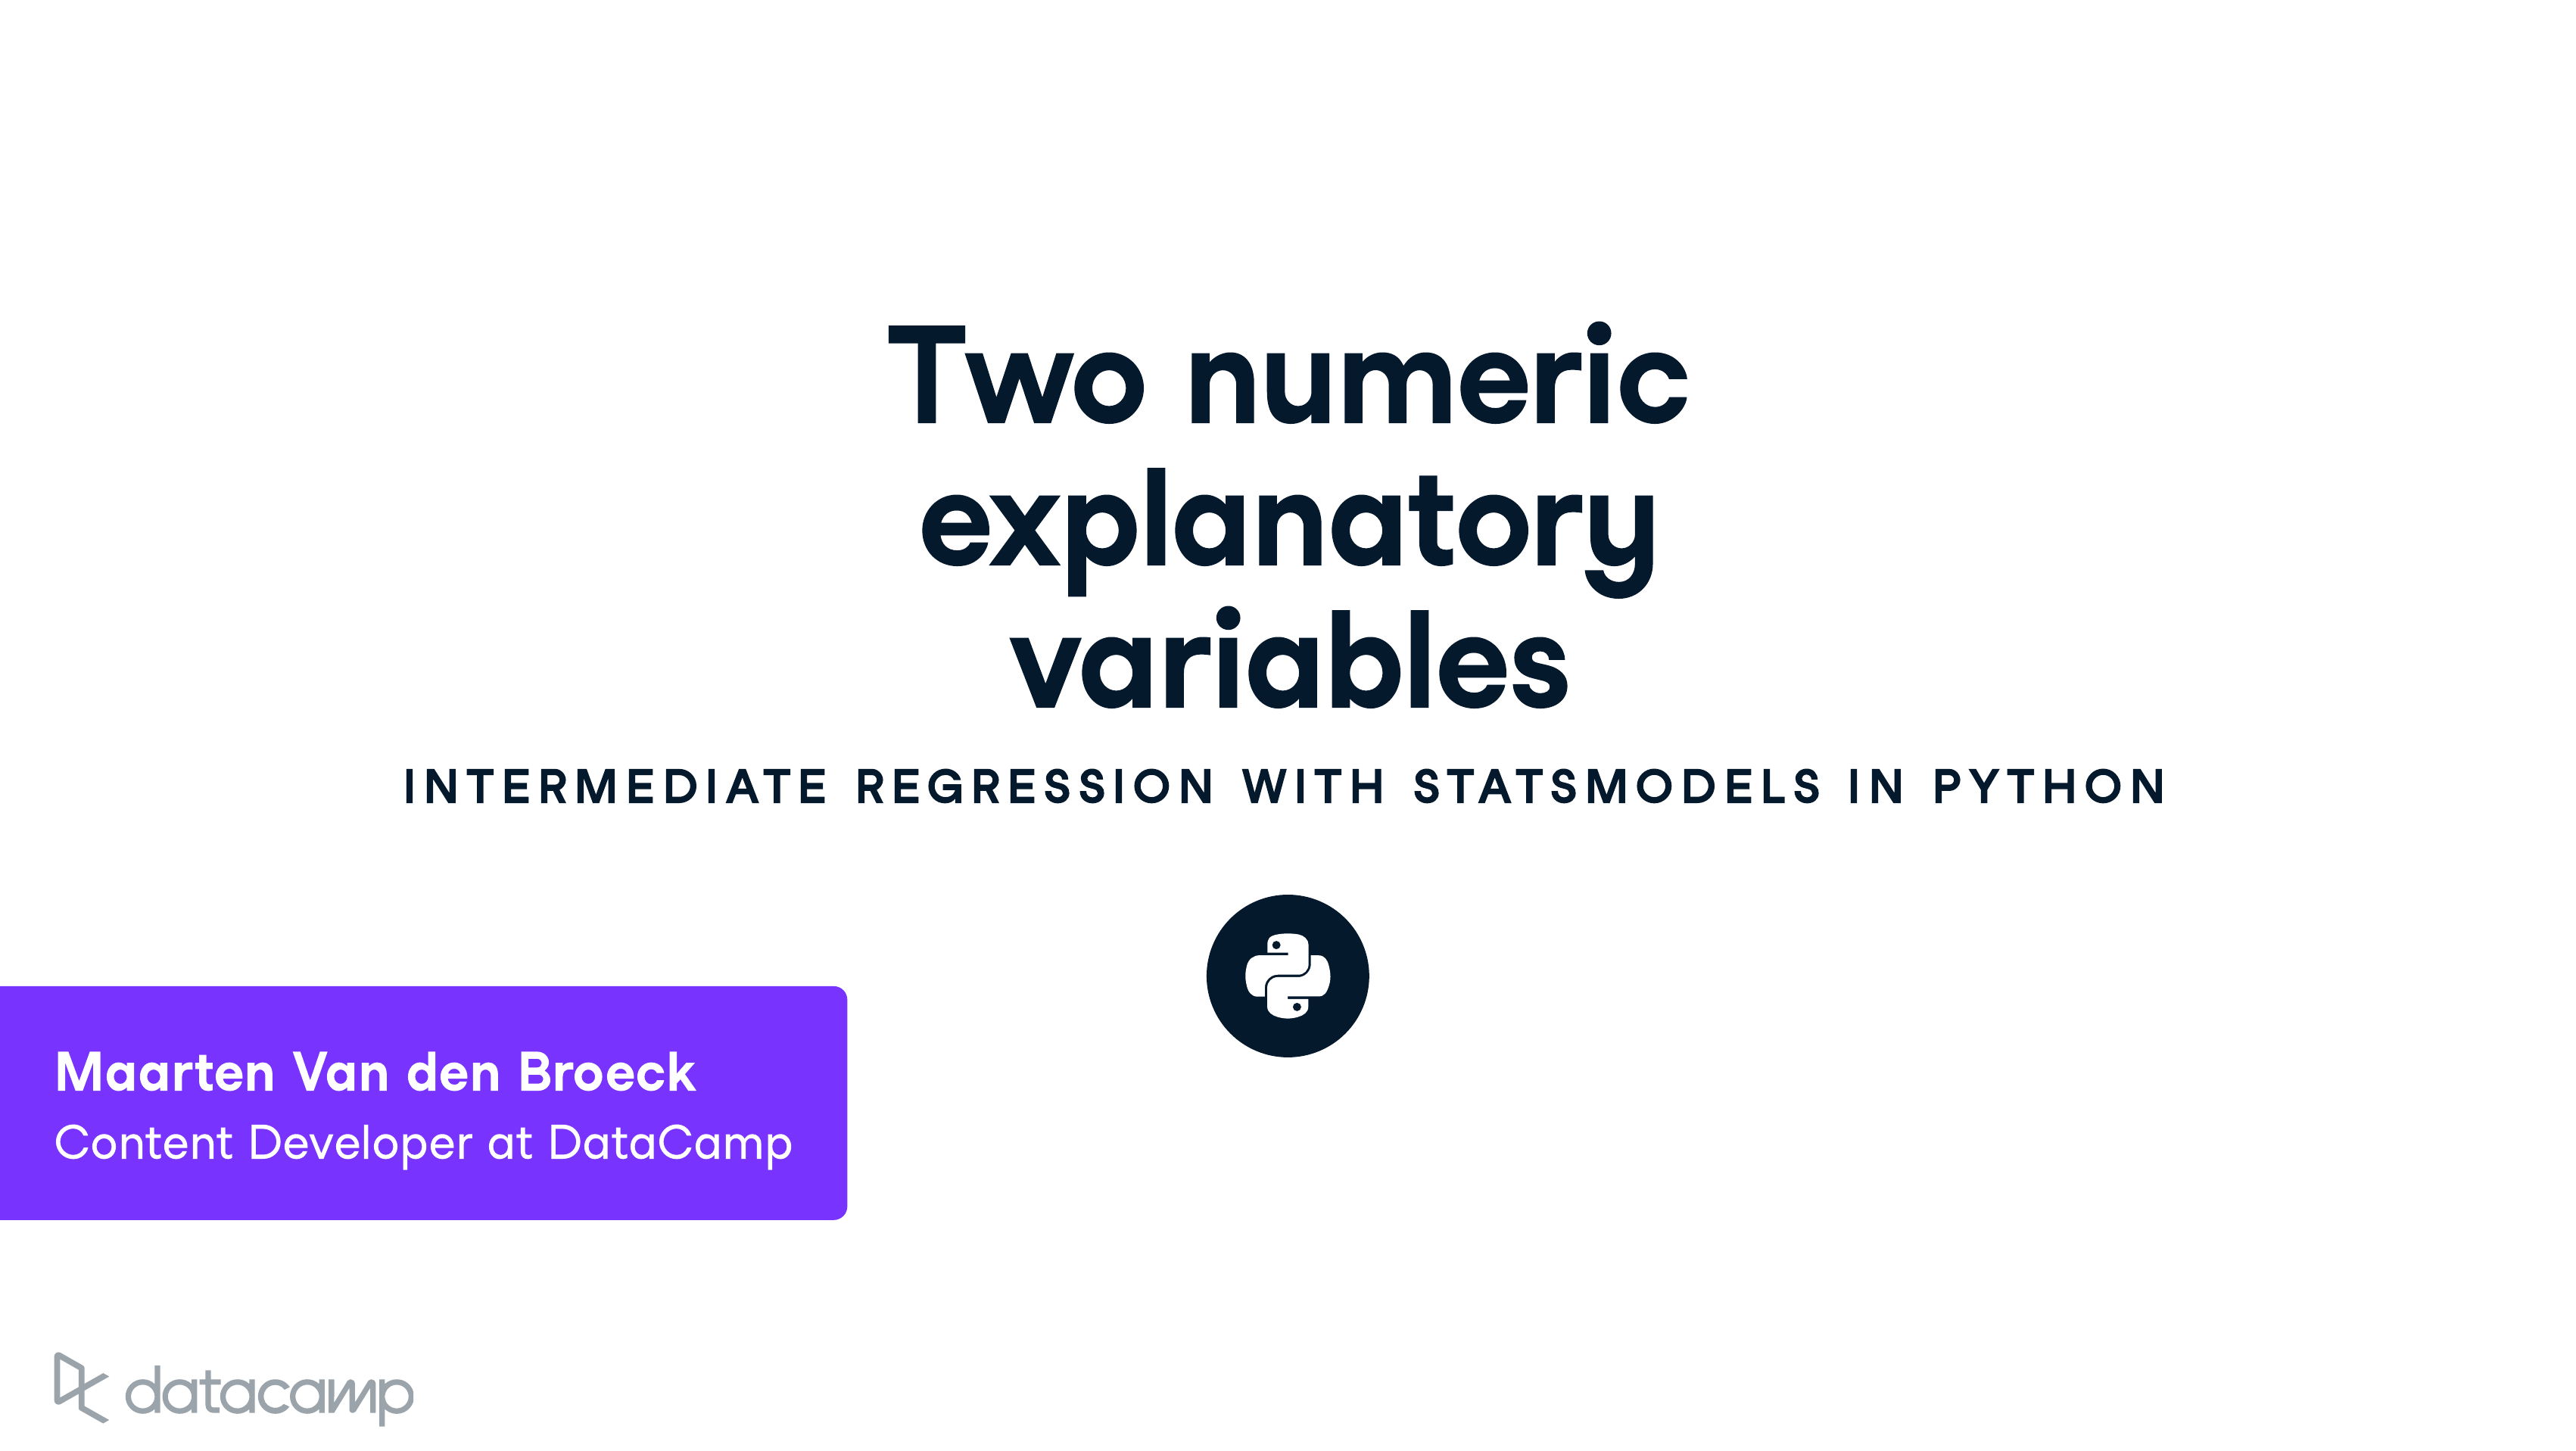 Two numeric
explanatory
variables
INTERMEDIATE REGRESSION WITH STATSMODELS IN PYTHON
Maarten Van den Broeck
Content Developer at DataCamp
datacamp